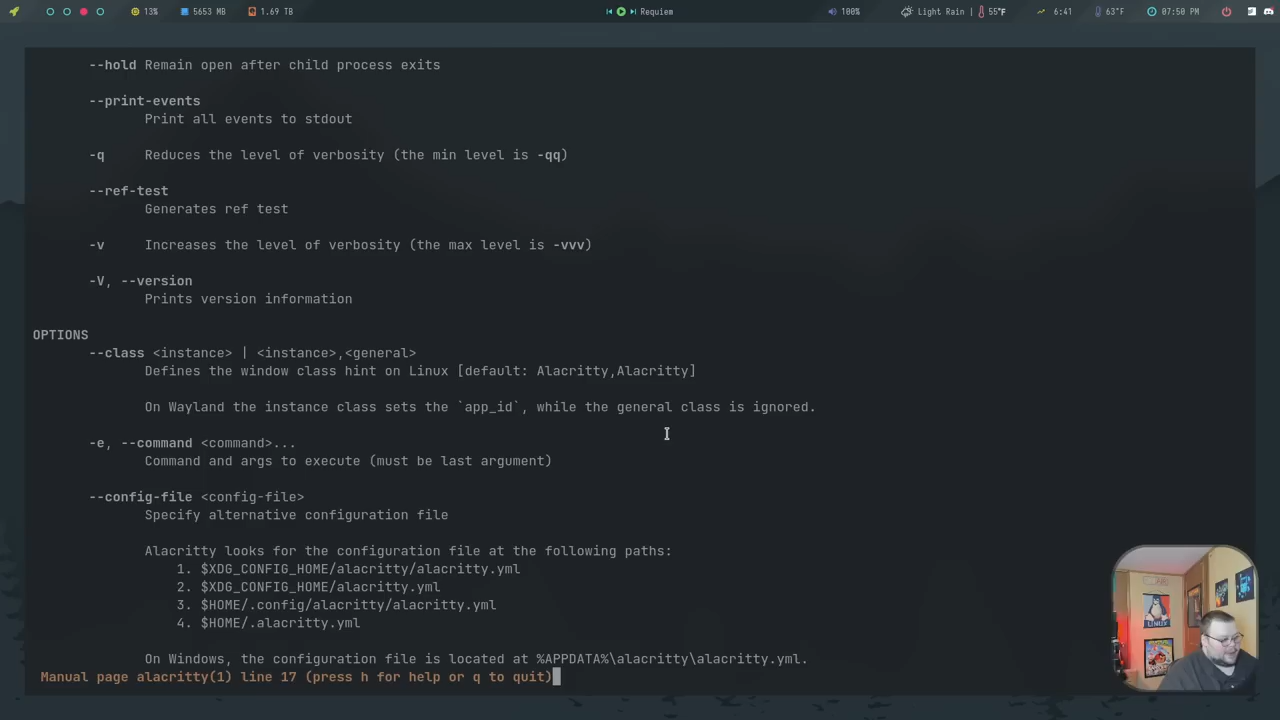 13%
5653 MB
1.69 TB
Requiem
100%
Light Rain |
55°F
6:41
63°F
07:50 PM
--hold Remain open after child process exits
--print-events
Print all events to stdout
-q Reduces the level of verbosity (the min level is -qq)
--ref-test
Generates ref test
-v Increases the level of verbosity (the max level is -vvv)
-V, --version
Prints version information
OPTIONS
--class <instance> | <instance>,<general>
Defines the window class hint on Linux [default: Alacritty,Alacritty]
On Wayland the instance class sets the `app_id`, while the general class is ignored.
-e, --command <command>...
Command and args to execute (must be last argument)
--config-file <config-file>
Specify alternative configuration file
Alacritty looks for the configuration file at the following paths:
1. $XDG_CONFIG_HOME/alacritty/alacritty.yml
2. $XDG_CONFIG_HOME/alacritty.yml
3. $HOME/.config/alacritty/alacritty.yml
4. $HOME/.alacritty.yml
On Windows, the configuration file is located at %APPDATA%\alacritty\alacritty.yml.
Manual page alacritty(1) line 17 (press h for help or q to quit)
LINUX